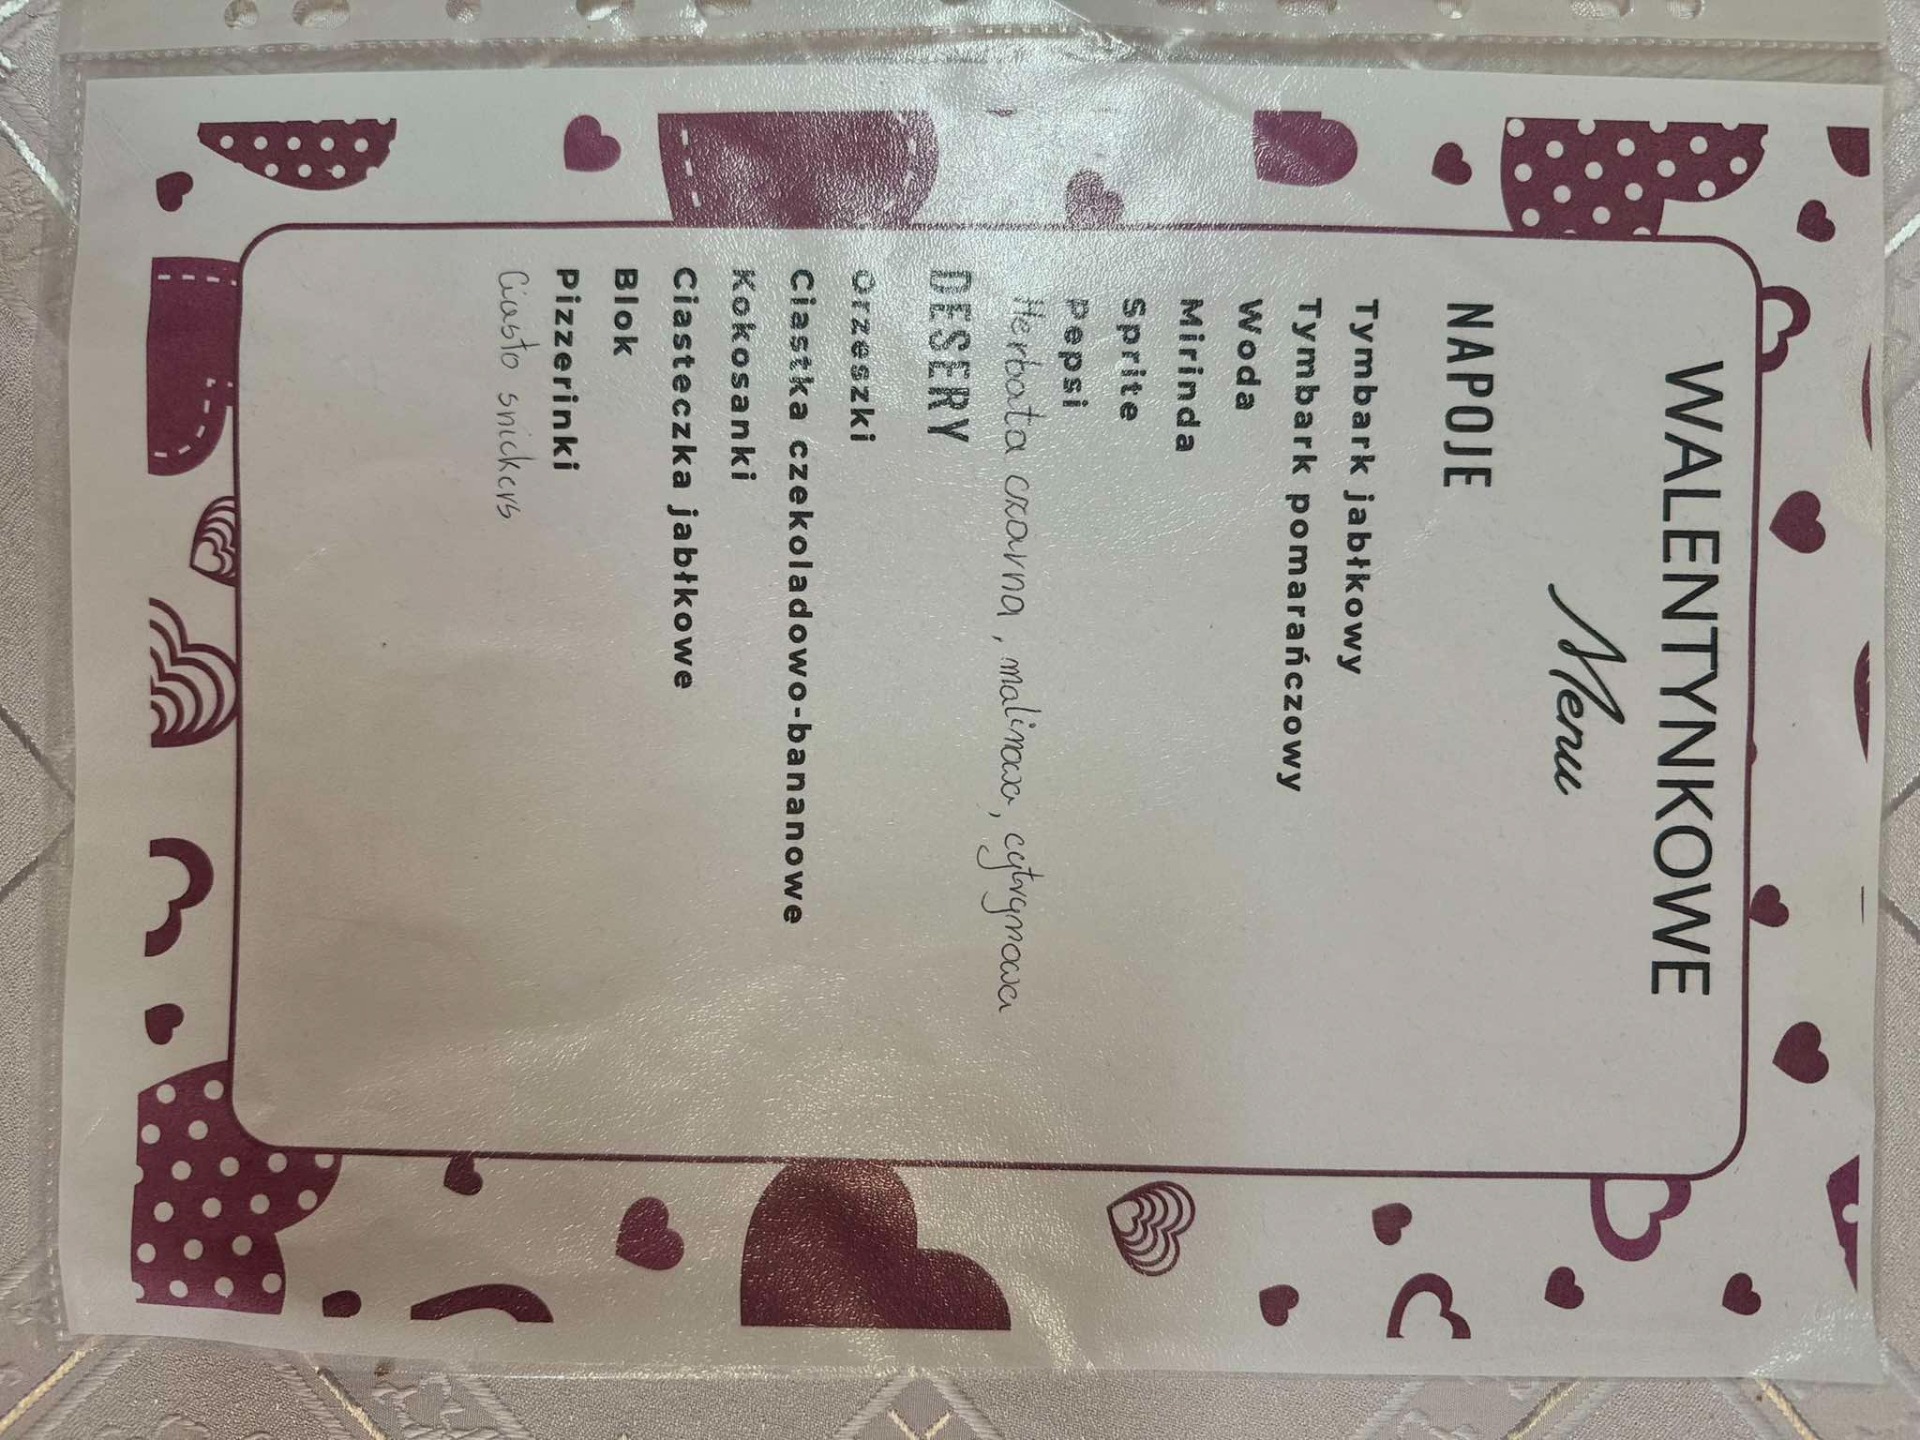 WALENTYNKOWE
Menu
NAPOJE
Tymbark jabłkowy
Tymbark pomarańczowy
Woda
Mirinda
Sprite
Pepsi
Herbata czarna, malinowa, cytrynowa
DESERY
Orzeszki
Ciastka czekoladowo-bananowe
Kokosanki
Ciasteczka jabłkowe
Blok
Pizzerinki
Ciasto snickers